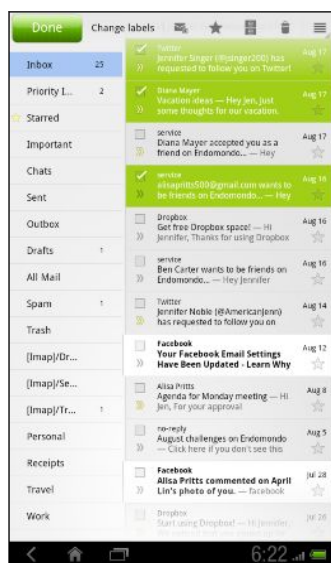 Done
Change labels
Inbox 25
Priority I... 2
Starred
Important
Chats
Sent
Outbox
Drafts 1
All Mail
Spam 1
Trash
[Imap]/Dr...
[Imap]/Se...
[Imap]/Tr... 1
Personal
Receipts
Travel
Work
Twitter
Jennifer Singer (@jsinger200) has Aug 17
requested to follow you on Twitter!
Diana Mayer
Vacation ideas — Hey Jen, Just Aug 17
some thoughts for our vacation.
service
Diana Mayer accepted you as a Aug 17
friend on Endomondo... — Hey
service
alisapritts500@gmail.com wants to Aug 16
be friends on Endomondo... — Hey
Dropbox
Get free Dropbox space! — Hi Aug 16
Jennifer, Thanks for using Dropbox
service
Ben Carter wants to be friends on Aug 16
Endomondo... — Hey Jennifer
Twitter
Jennifer Noble (@AmericanJenn) Aug 14
has requested to follow you on
Facebook
Your Facebook Email Settings Aug 12
Have Been Updated - Learn Why
Alisa Pritts
Agenda for Monday meeting — Hi Aug 8
Jen, For your approval
no-reply
August challenges on Endomondo Aug 5
— Click here if you don't see this
Facebook
Alisa Pritts commented on April Jul 28
Lin's photo of you. — facebook
Dropbox
Start using Dropbox! — Hi Jennifer, Jul 28
6:22